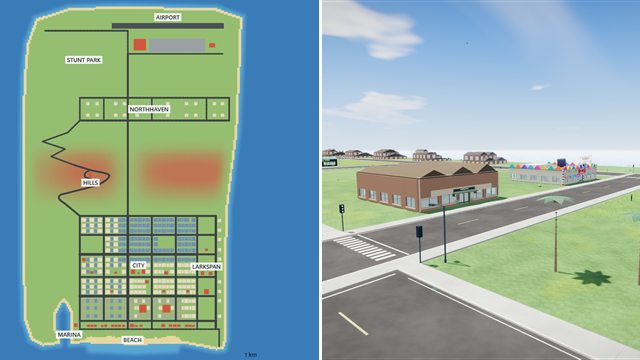 AIRPORT
STUNT PARK
NORTHHAVEN
HILLS
CITY
LARKSPAN
MARINA
BEACH
1 km